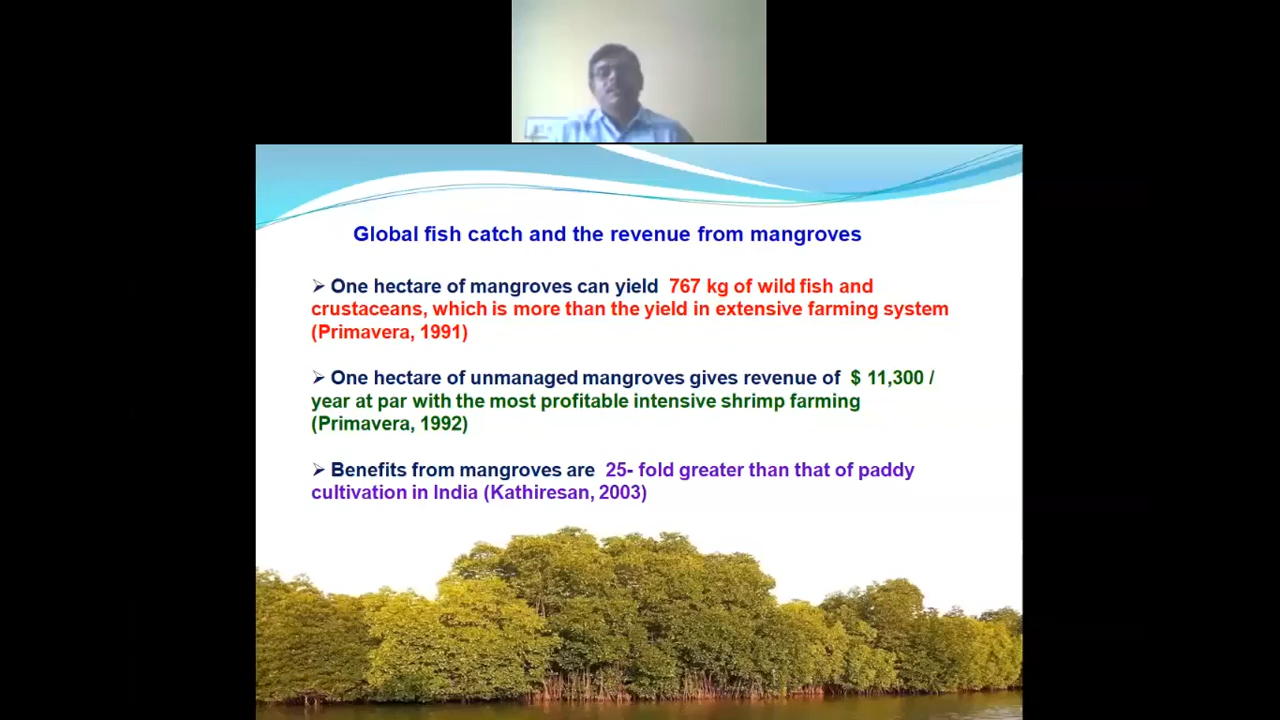 Global fish catch and the revenue from mangroves
➢ One hectare of mangroves can yield 767 kg of wild fish and
crustaceans, which is more than the yield in extensive farming system
(Primavera, 1991)
➢ One hectare of unmanaged mangroves gives revenue of $ 11,300 /
year at par with the most profitable intensive shrimp farming
(Primavera, 1992)
➢ Benefits from mangroves are 25- fold greater than that of paddy
cultivation in India (Kathiresan, 2003)